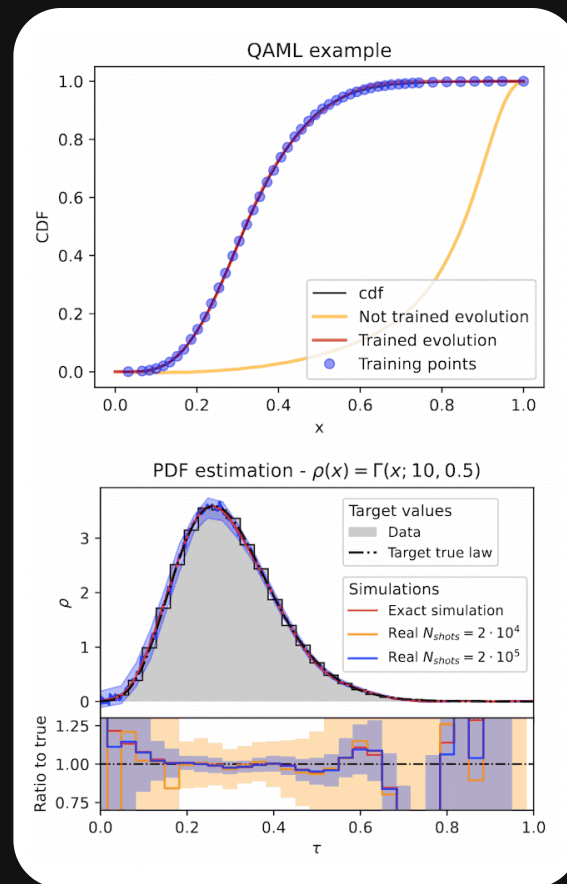 QAML example
CDF
1.0
0.8
0.6
0.4
0.2
0.0
cdf
Not trained evolution
Trained evolution
Training points
0.0 0.2 0.4 0.6 0.8 1.0
x
PDF estimation - ρ(x) = Γ(x; 10, 0.5)
ρ
3
2
1
0
Target values
Data
Target true law
Simulations
Exact simulation
Real N_shots = 2 · 10⁴
Real N_shots = 2 · 10⁵
Ratio to true
1.25
1.00
0.75
0.0 0.2 0.4 0.6 0.8 1.0
τ